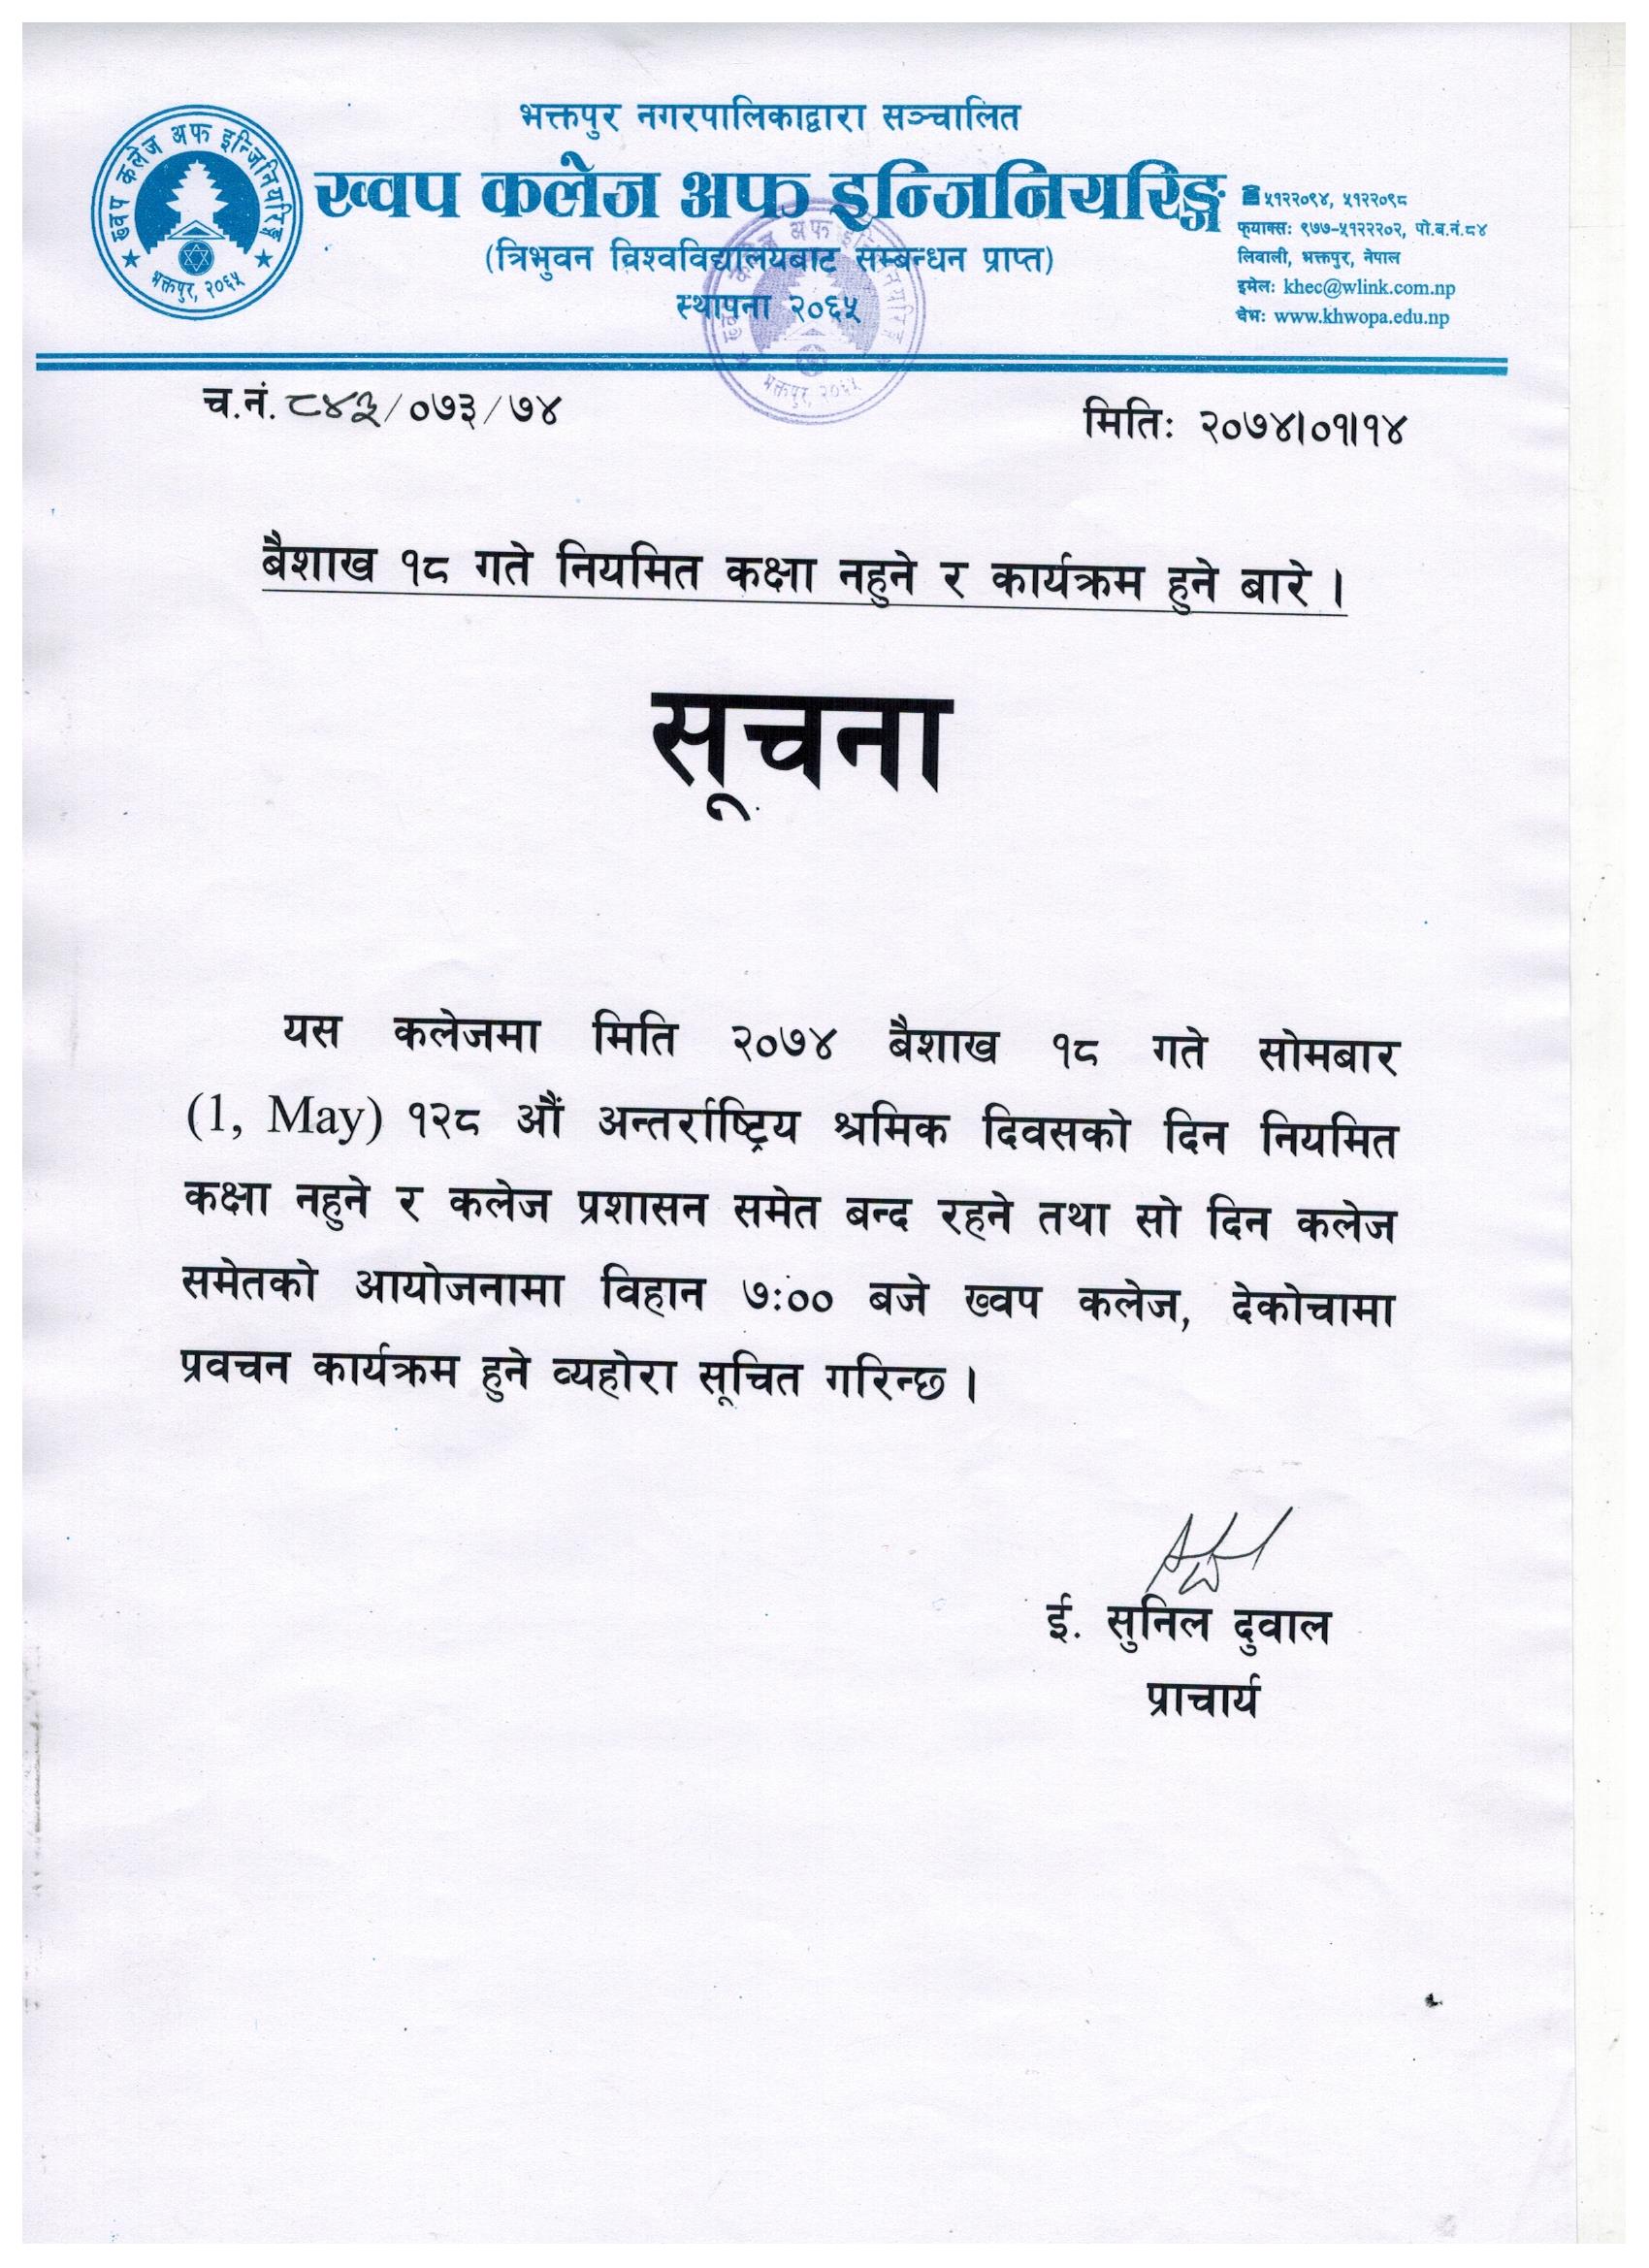 भक्तपुर नगरपालिकाद्वारा सञ्चालित
ख्वप कलेज अफ इन्जिनियरिङ्ग
(त्रिभुवन विश्वविद्यालयबाट सम्बन्धन प्राप्त)
स्थापना २०६५
ख्वप कलेज अफ इन्जिनियरिङ्ग
भक्तपुर, २०६५
☎५१२२०९४, ५१२२०९८
फ्याक्सः ९७७-५१२२२०२, पो.ब.नं.८४
लिवाली, भक्तपुर, नेपाल
इमेलः khec@wlink.com.np
वेभः www.khwopa.edu.np
भक्तपुर, २०६५
च.नं. ८४३/०७३/७४
मितिः २०७४।०१।१४
बैशाख १८ गते नियमित कक्षा नहुने र कार्यक्रम हुने बारे ।
सूचना
यस कलेजमा मिति २०७४ बैशाख १८ गते सोमबार
(1, May) १२८ औं अन्तर्राष्ट्रिय श्रमिक दिवसको दिन नियमित
कक्षा नहुने र कलेज प्रशासन समेत बन्द रहने तथा सो दिन कलेज
समेतको आयोजनामा विहान ७:०० बजे ख्वप कलेज, देकोचामा
प्रवचन कार्यक्रम हुने व्यहोरा सूचित गरिन्छ ।
ई. सुनिल दुवाल
प्राचार्य